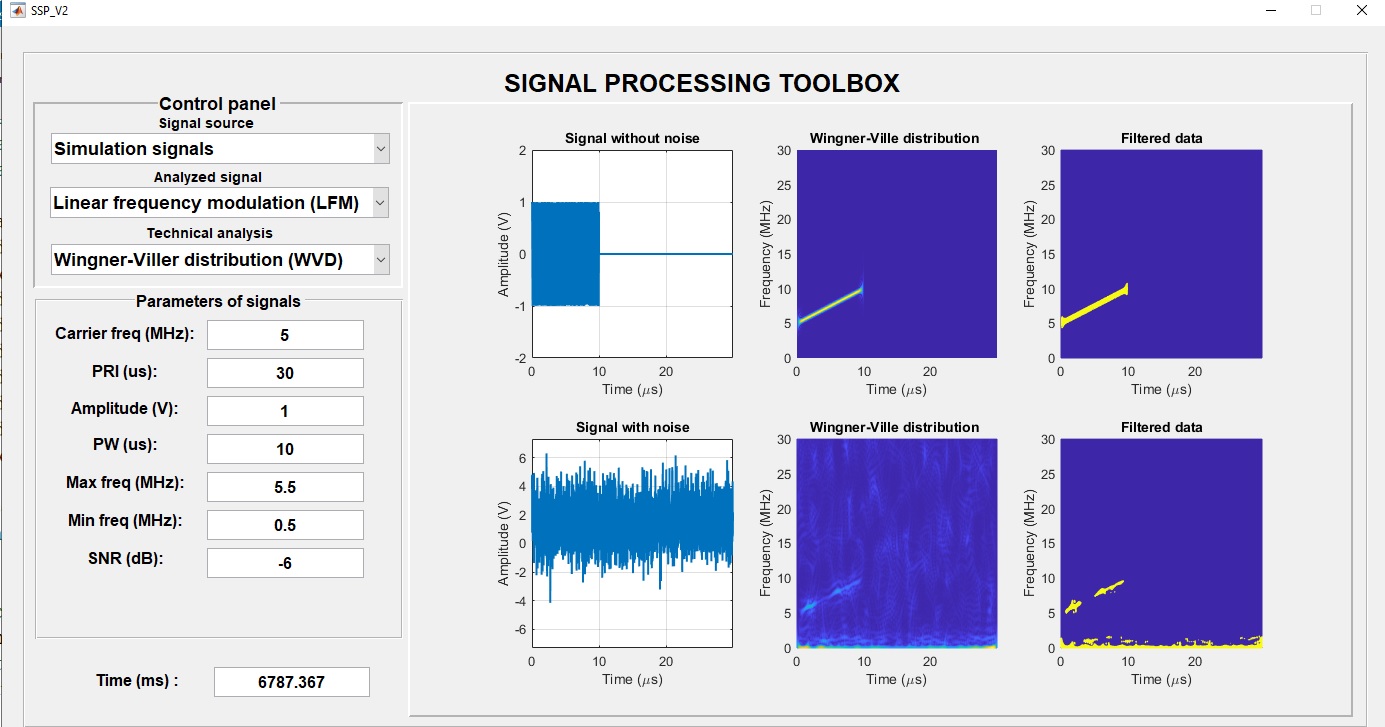 SSP_V2
SIGNAL PROCESSING TOOLBOX
Control panel
Signal source
Simulation signals
Analyzed signal
Linear frequency modulation (LFM)
Technical analysis
Wingner-Viller distribution (WVD)
Parameters of signals
Carrier freq (MHz): 5
PRI (us): 30
Amplitude (V): 1
PW (us): 10
Max freq (MHz): 5.5
Min freq (MHz): 0.5
SNR (dB): -6
Time (ms) : 6787.367
Signal without noise
2
1
0
-1
-2
Amplitude (V)
0 10 20
Time (μs)
Wingner-Ville distribution
30
25
20
15
10
5
0
Frequency (MHz)
0 10 20
Time (μs)
Filtered data
30
25
20
15
10
5
0
Frequency (MHz)
0 10 20
Time (μs)
Signal with noise
6
4
2
0
-2
-4
-6
Amplitude (V)
0 10 20
Time (μs)
Wingner-Ville distribution
30
25
20
15
10
5
0
Frequency (MHz)
0 10 20
Time (μs)
Filtered data
30
25
20
15
10
5
0
Frequency (MHz)
0 10 20
Time (μs)